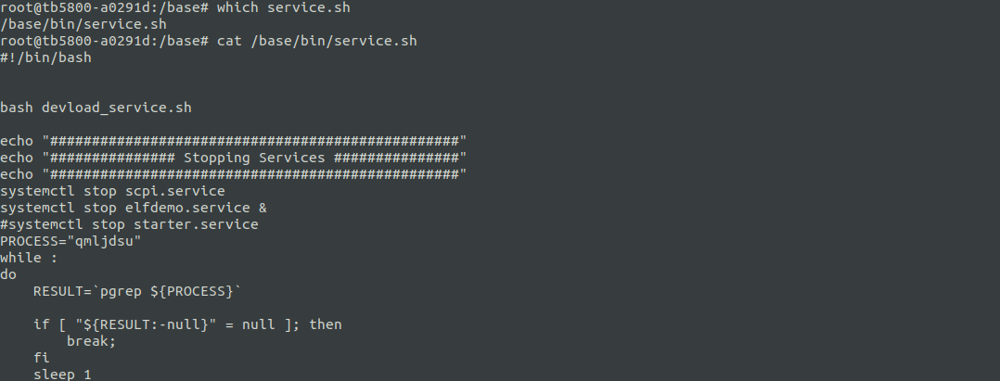 root@tb5800-a0291d:/base# which service.sh
/base/bin/service.sh
root@tb5800-a0291d:/base# cat /base/bin/service.sh
#!/bin/bash
bash devload_service.sh
echo "#################################################"
echo "############### Stopping Services ###############"
echo "#################################################"
systemctl stop scpi.service
systemctl stop elfdemo.service &
#systemctl stop starter.service
PROCESS="qmljdsu"
while :
do
    RESULT=`pgrep ${PROCESS}`
    if [ "${RESULT:-null}" = null ]; then
        break;
    fi
    sleep 1